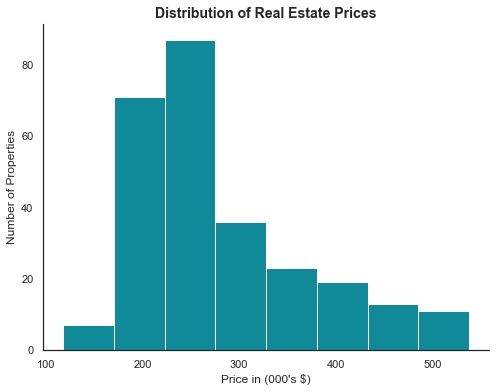 Distribution of Real Estate Prices
Number of Properties
80
60
40
20
0
100 200 300 400 500
Price in (000's $)